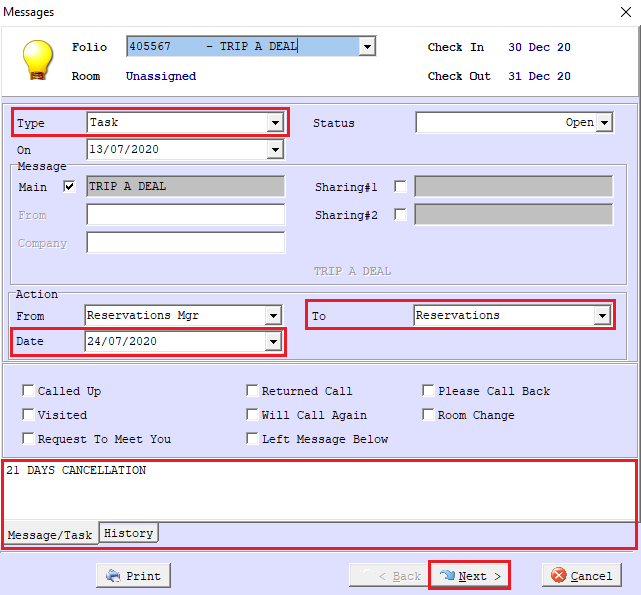 Messages
Folio 405567 - TRIP A DEAL Check In 30 Dec 20
Room Unassigned Check Out 31 Dec 20
Type Task Status Open
On 13/07/2020
Message
Main TRIP A DEAL Sharing#1
From Sharing#2
Company
TRIP A DEAL
Action
From Reservations Mgr To Reservations
Date 24/07/2020
Called Up Returned Call Please Call Back
Visited Will Call Again Room Change
Request To Meet You Left Message Below
21 DAYS CANCELLATION
Message/Task History
Print < Back Next > Cancel